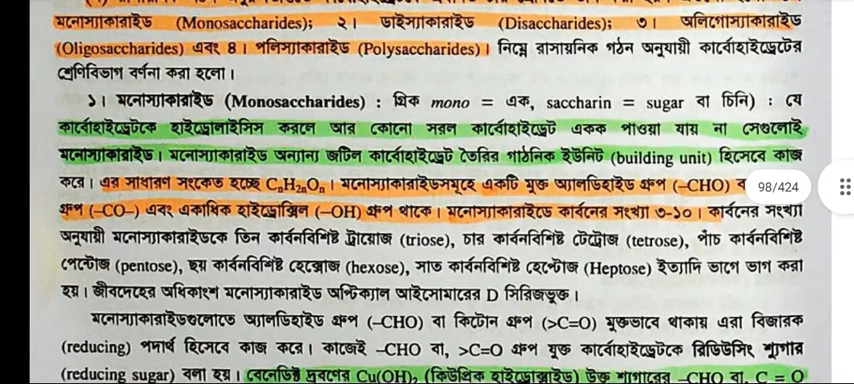 মনোস্যাকারাইড (Monosaccharides); ২। ডাইস্যাকারাইড (Disaccharides); ৩। অলিগোস্যাকারাইড
(Oligosaccharides) এবং ৪। পলিস্যাকারাইড (Polysaccharides)। নিম্নে রাসায়নিক গঠন অনুযায়ী কার্বোহাইড্রেটের
শ্রেণিবিভাগ বর্ণনা করা হলো।
১। মনোস্যাকারাইড (Monosaccharides) : গ্রিক mono = এক, saccharin = sugar বা চিনি) : যে
কার্বোহাইড্রেটকে হাইড্রোলাইসিস করলে আর কোনো সরল কার্বোহাইড্রেট একক পাওয়া যায় না সেগুলোই
মনোস্যাকারাইড। মনোস্যাকারাইড অন্যান্য জটিল কার্বোহাইড্রেট তৈরির গাঠনিক ইউনিট (building unit) হিসেবে কাজ
করে। এর সাধারণ সংকেত হচ্ছে CₙH₂ₙOₙ। মনোস্যাকারাইডসমূহে একটি মুক্ত অ্যালডিহাইড গ্রুপ (–CHO) ব 98/424
গ্রুপ (–CO–) এবং একাধিক হাইড্রোক্সিল (–OH) গ্রুপ থাকে। মনোস্যাকারাইডে কার্বনের সংখ্যা ৩-১০। কার্বনের সংখ্যা
অনুযায়ী মনোস্যাকারাইডকে তিন কার্বনবিশিষ্ট ট্রায়োজ (triose), চার কার্বনবিশিষ্ট টেট্রোজ (tetrose), পাঁচ কার্বনবিশিষ্ট
পেন্টোজ (pentose), ছয় কার্বনবিশিষ্ট হেক্সোজ (hexose), সাত কার্বনবিশিষ্ট হেপ্টোজ (Heptose) ইত্যাদি ভাগে ভাগ করা
হয়। জীবদেহের অধিকাংশ মনোস্যাকারাইড অপটিক্যাল আইসোমারের D সিরিজভুক্ত।
মনোস্যাকারাইডগুলোতে অ্যালডিহাইড গ্রুপ (–CHO) বা কিটোন গ্রুপ (>C=O) মুক্তভাবে থাকায় এরা বিজারক
(reducing) পদার্থ হিসেবে কাজ করে। কাজেই –CHO বা, >C=O গ্রুপ যুক্ত কার্বোহাইড্রেটকে রিডিউসিং শ্যুগার
(reducing sugar) বলা হয়। বেনেডিক্ট দ্রবণের Cu(OH)₂ (কিউপ্রিক হাইড্রোক্সাইড) উক্ত শ্যুগারের –CHO বা, C = O